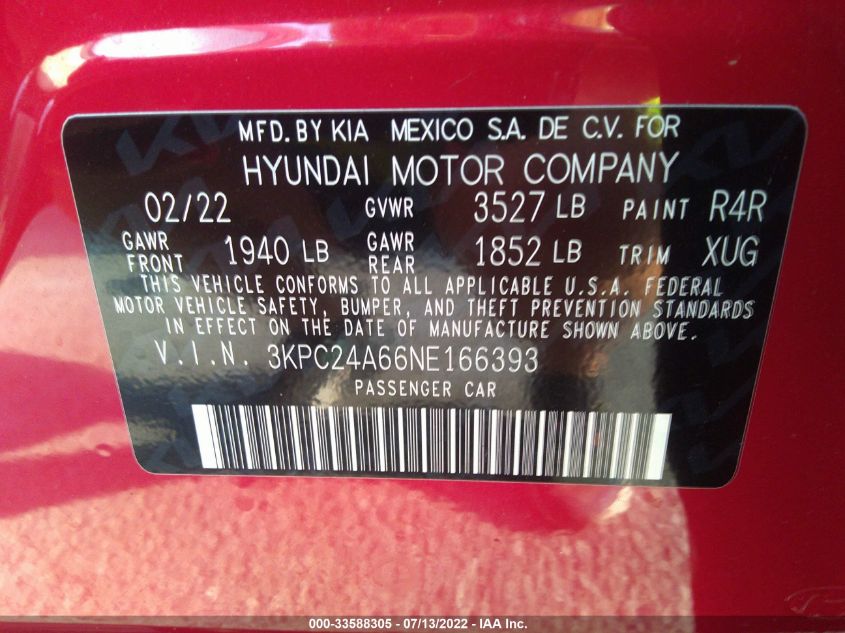 MFD. BY KIA MEXICO S.A. DE C.V. FOR
HYUNDAI MOTOR COMPANY
02/22 GVWR 3527 LB PAINT R4R
GAWR FRONT 1940 LB GAWR REAR 1852 LB TRIM XUG
THIS VEHICLE CONFORMS TO ALL APPLICABLE U.S.A. FEDERAL
MOTOR VEHICLE SAFETY, BUMPER, AND THEFT PREVENTION STANDARDS
IN EFFECT ON THE DATE OF MANUFACTURE SHOWN ABOVE.
V.I.N. 3KPC24A66NE166393
PASSENGER CAR
000-33588305 - 07/13/2022 - IAA Inc.